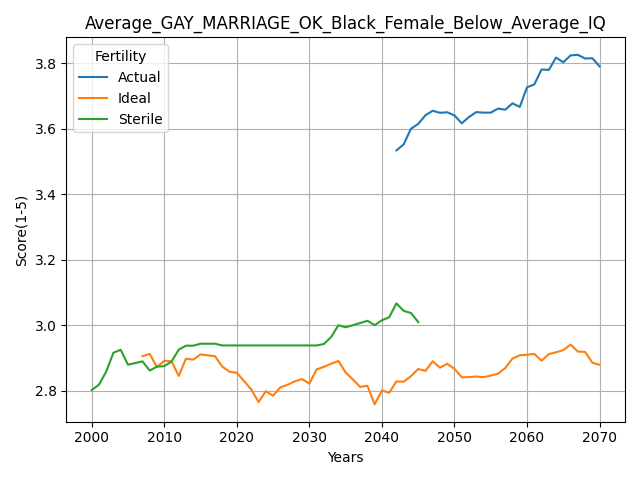 Average_GAY_MARRIAGE_OK_Black_Female_Below_Average_IQ
Fertility
Actual
Ideal
Sterile
Score(1-5)
3.8
3.6
3.4
3.2
3.0
2.8
2000 2010 2020 2030 2040 2050 2060 2070
Years